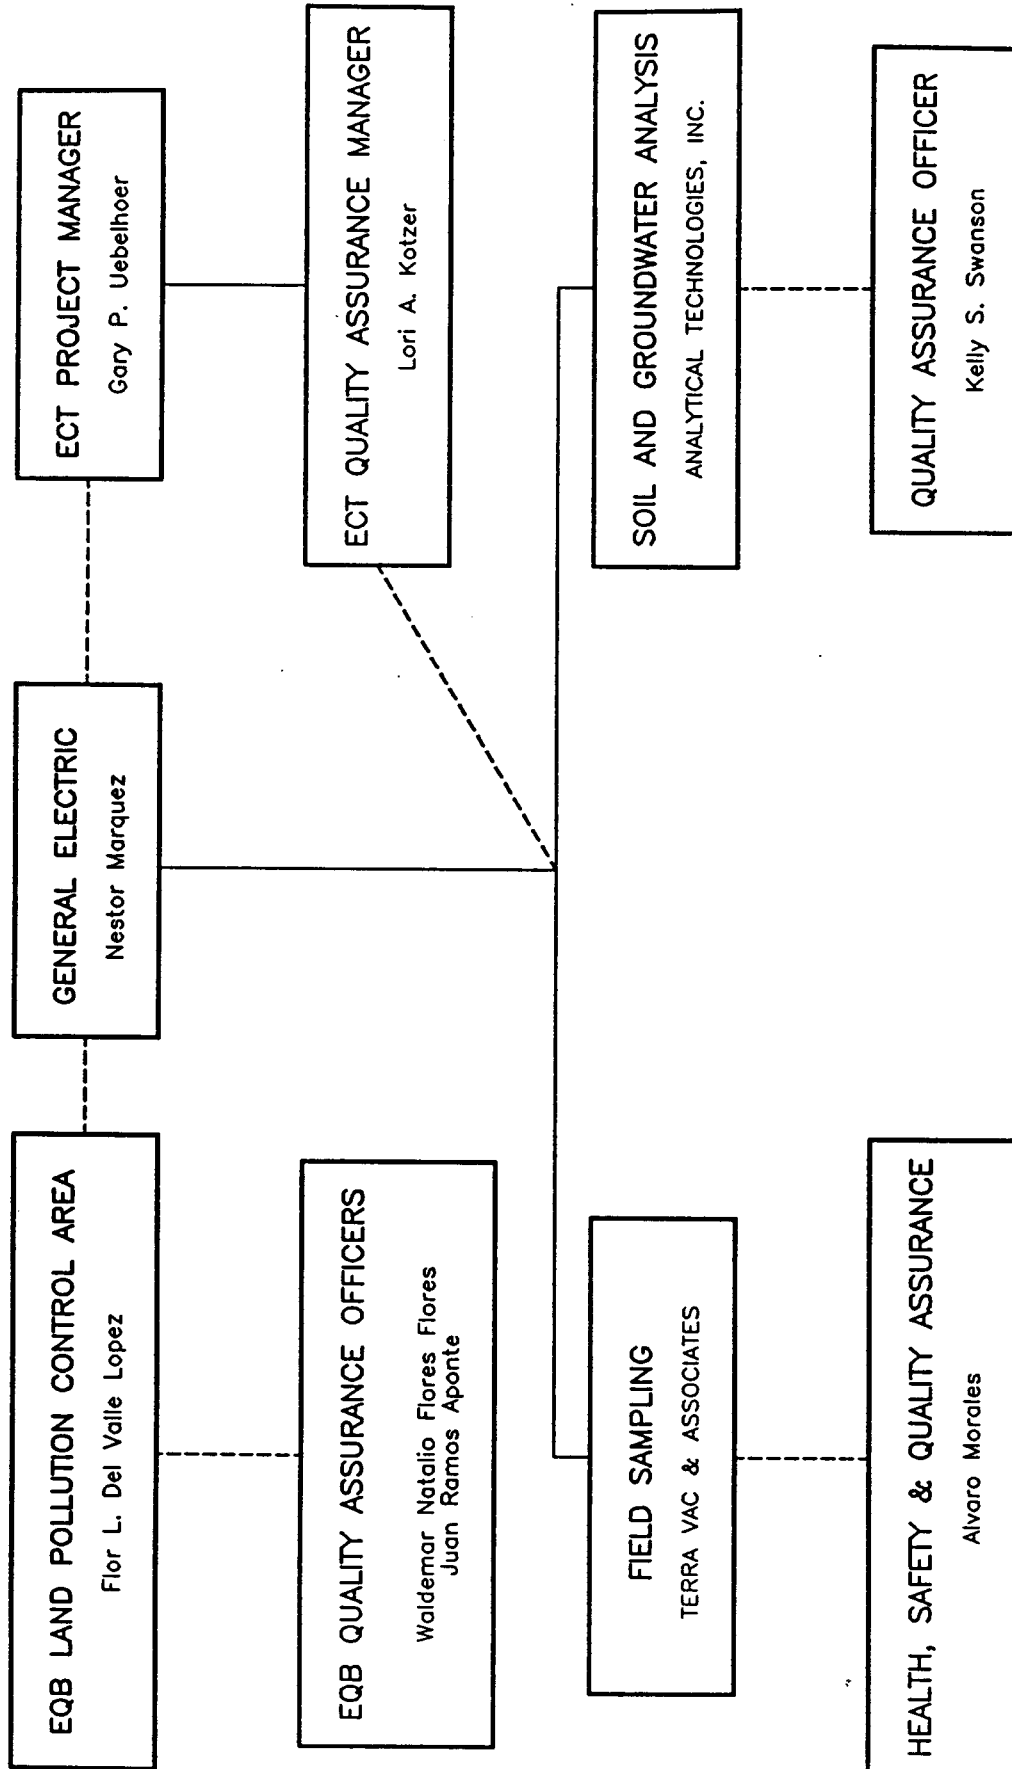 EQB LAND POLLUTION CONTROL AREA
Flor L. Del Valle Lopez
GENERAL ELECTRIC
Nestor Marquez
ECT PROJECT MANAGER
Gary P. Uebelhoer
EQB QUALITY ASSURANCE OFFICERS
Waldemar Natalio Flores Flores
Juan Ramos Aponte
ECT QUALITY ASSURANCE MANAGER
Lori A. Kotzer
FIELD SAMPLING
TERRA VAC & ASSOCIATES
SOIL AND GROUNDWATER ANALYSIS
ANALYTICAL TECHNOLOGIES, INC.
HEALTH, SAFETY & QUALITY ASSURANCE
Alvaro Morales
QUALITY ASSURANCE OFFICER
Kelly S. Swanson